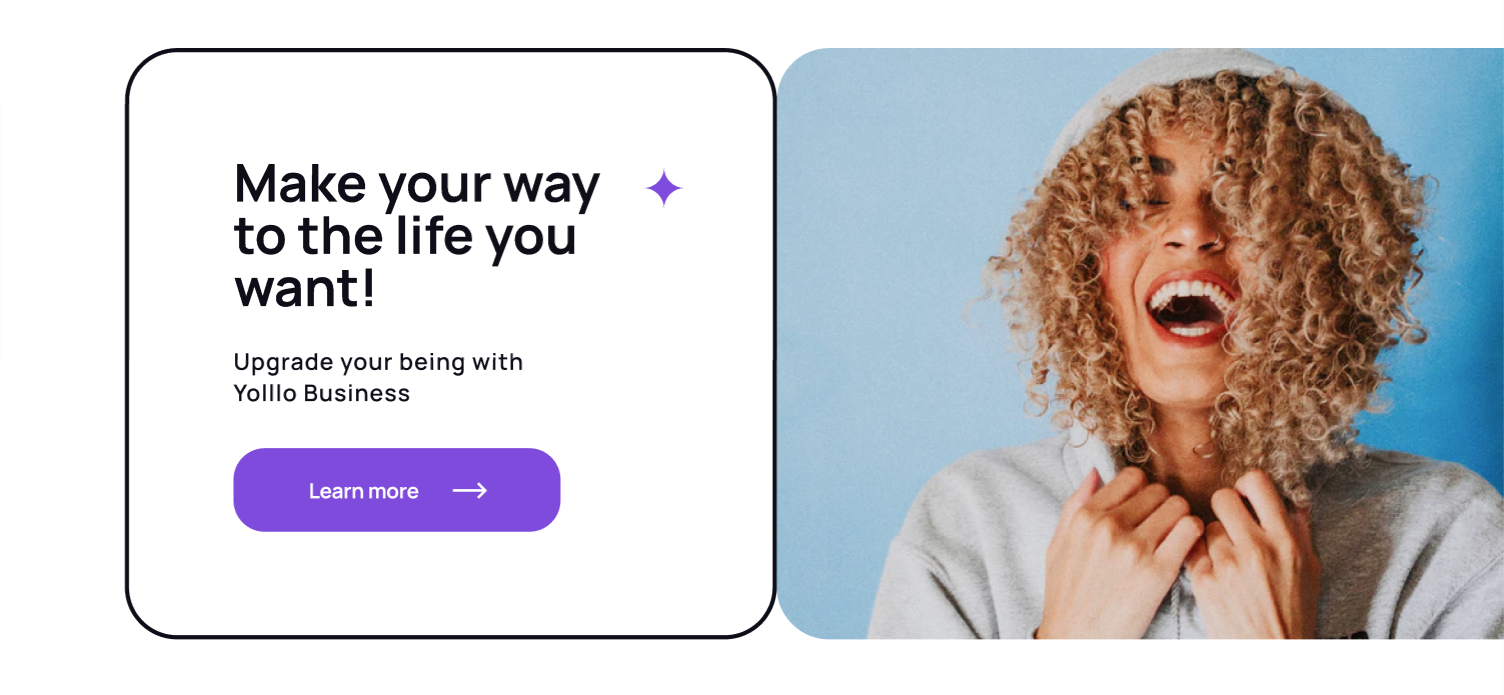 Make your way
to the life you
want!
Upgrade your being with
Yolllo Business
Learn more